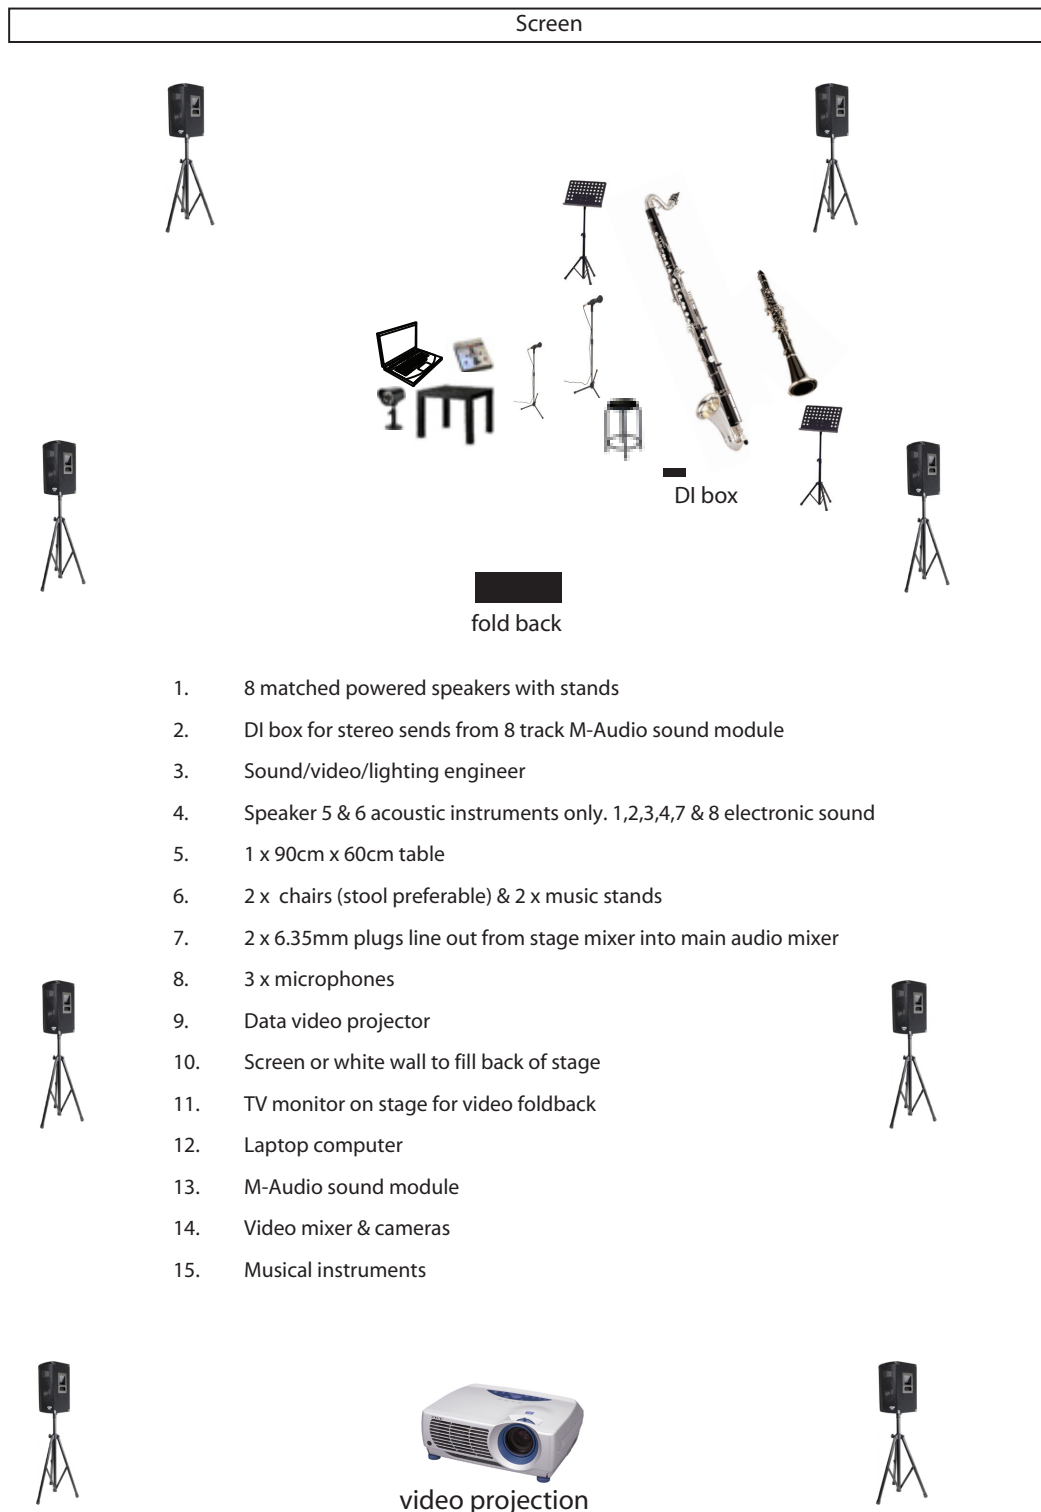 Screen
DI box
fold back
1. 8 matched powered speakers with stands
2. DI box for stereo sends from 8 track M-Audio sound module
3. Sound/video/lighting engineer
4. Speaker 5 & 6 acoustic instruments only. 1,2,3,4,7 & 8 electronic sound
5. 1 x 90cm x 60cm table
6. 2 x chairs (stool preferable) & 2 x music stands
7. 2 x 6.35mm plugs line out from stage mixer into main audio mixer
8. 3 x microphones
9. Data video projector
10. Screen or white wall to fill back of stage
11. TV monitor on stage for video foldback
12. Laptop computer
13. M-Audio sound module
14. Video mixer & cameras
15. Musical instruments
video projection